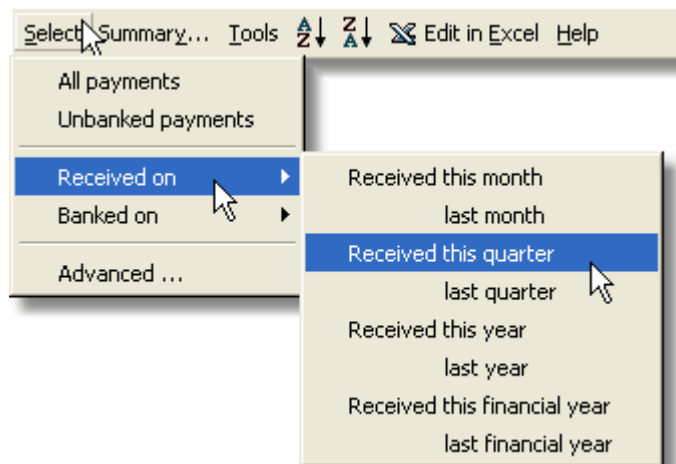 Select Summary... Tools AZ ZA Edit in Excel Help
All payments
Unbanked payments
Received on
Banked on
Advanced ...
Received this month
last month
Received this quarter
last quarter
Received this year
last year
Received this financial year
last financial year